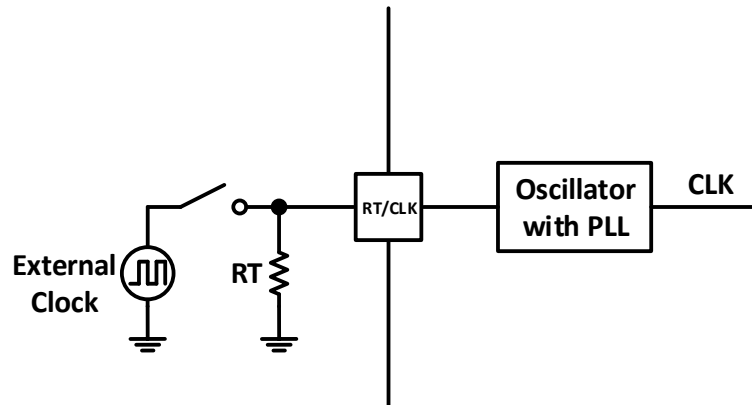 External
Clock
RT
RT/CLK
Oscillator
with PLL
CLK